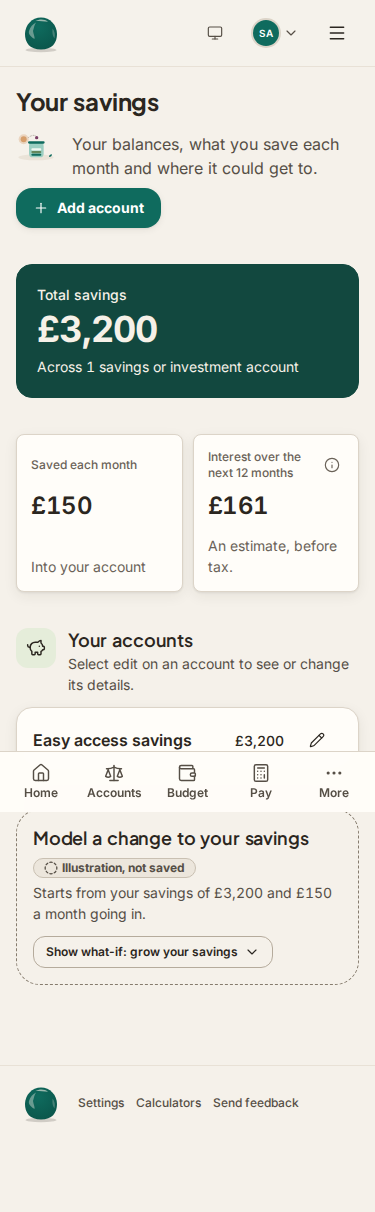 SA
Your savings
Your balances, what you save each
month and where it could get to.
Add account
Total savings
£3,200
Across 1 savings or investment account
Saved each month
£150
Into your account
Interest over the
next 12 months
£161
An estimate, before
tax.
Your accounts
Select edit on an account to see or change
its details.
Easy access savings £3,200
Home Accounts Budget Pay More
Model a change to your savings
Illustration, not saved
Starts from your savings of £3,200 and £150
a month going in.
Show what-if: grow your savings
Settings Calculators Send feedback